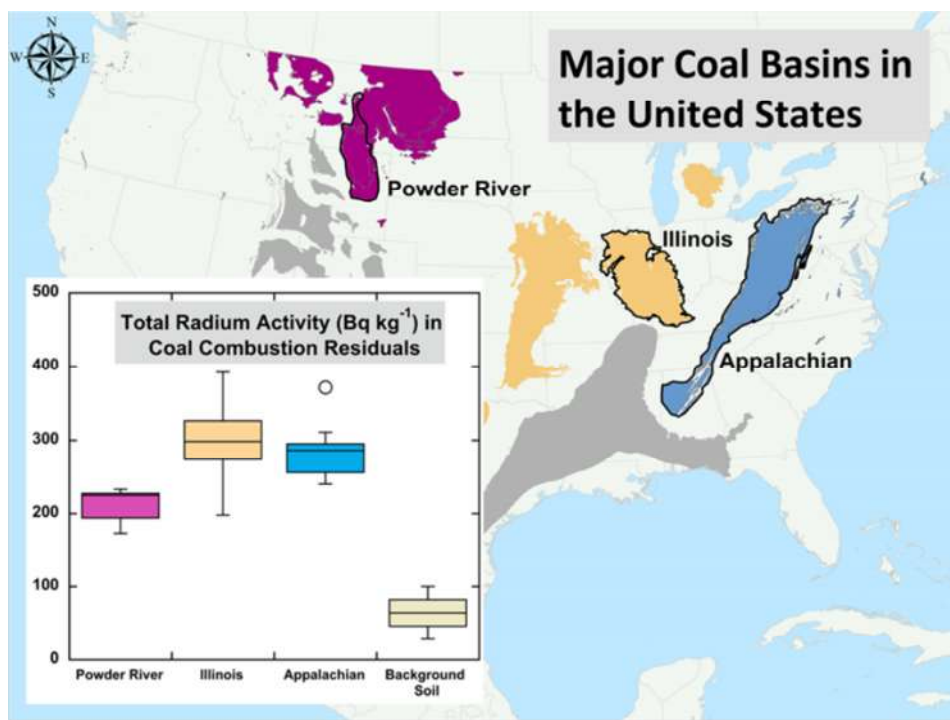 N
W E
S
Major Coal Basins in
the United States
Powder River
Illinois
Appalachian
Total Radium Activity (Bq kg⁻¹) in
Coal Combustion Residuals
500
400
300
200
100
0
Powder River Illinois Appalachian Background
Soil